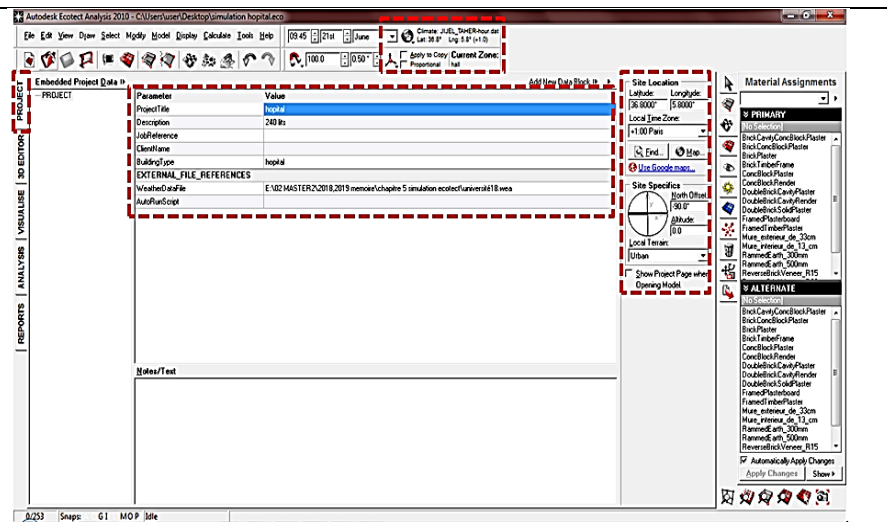 Autodesk Ecotect Analysis 2010 - C:\Users\user\Desktop\simulation hopital.eco
File Edit View Draw Select Modify Model Display Calculate Tools Help
09:45 21st June
Climate: JIJEL_TAHER-hour.dat
Lat: 36.8° Lng: 5.8° (+1.0)
100.0 0.50°
Apply to Copy
Proportional
Current Zone:
hall
PROJECT
3D EDITOR
VISUALISE
ANALYSIS
REPORTS
Embedded Project Data
PROJECT
Add New Data Block
Parameter Value
ProjectTitle hopital
Description 240 lits
JobReference
ClientName
BuildingType hopital
EXTERNAL_FILE_REFERENCES
WeatherDataFile E:\02 MASTER2\2018,2019 memoire\chapitre 5 simulation ecotect\université18.wea
AutoRunScript
Notes/Text
Site Location
Latitude: Longitude:
36.8000° 5.8000°
Local Time Zone:
+1:00 Paris
Find... Map...
Use Google maps...
Site Specifics
North Offset:
-90.0°
Altitude:
0.0
Local Terrain:
Urban
Show Project Page when
Opening Model.
Material Assignments
PRIMARY
[No Selection]
BrickCavityConcBlockPlaster
BrickConcBlockPlaster
BrickPlaster
BrickTimberFrame
ConcBlockPlaster
ConcBlockRender
DoubleBrickCavityPlaster
DoubleBrickCavityRender
DoubleBrickSolidPlaster
FramedPlasterboard
FramedTimberPlaster
Mure_exterieur_de_33cm
Mure_interieur_de_13_cm
RammedEarth_300mm
RammedEarth_500mm
ReverseBrickVeneer_R15
ALTERNATE
[No Selection]
BrickCavityConcBlockPlaster
BrickConcBlockPlaster
BrickPlaster
BrickTimberFrame
ConcBlockPlaster
ConcBlockRender
DoubleBrickCavityPlaster
DoubleBrickCavityRender
DoubleBrickSolidPlaster
FramedPlasterboard
FramedTimberPlaster
Mure_exterieur_de_33cm
Mure_interieur_de_13_cm
RammedEarth_300mm
RammedEarth_500mm
ReverseBrickVeneer_R15
Automatically Apply Changes
Apply Changes Show
0/253 Snaps: G I M O P Idle